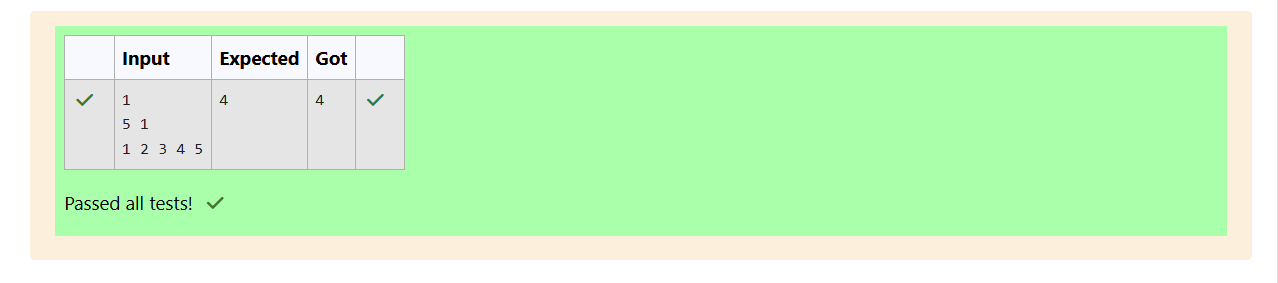 Input Expected Got
1 4 4
5 1
1 2 3 4 5
Passed all tests!